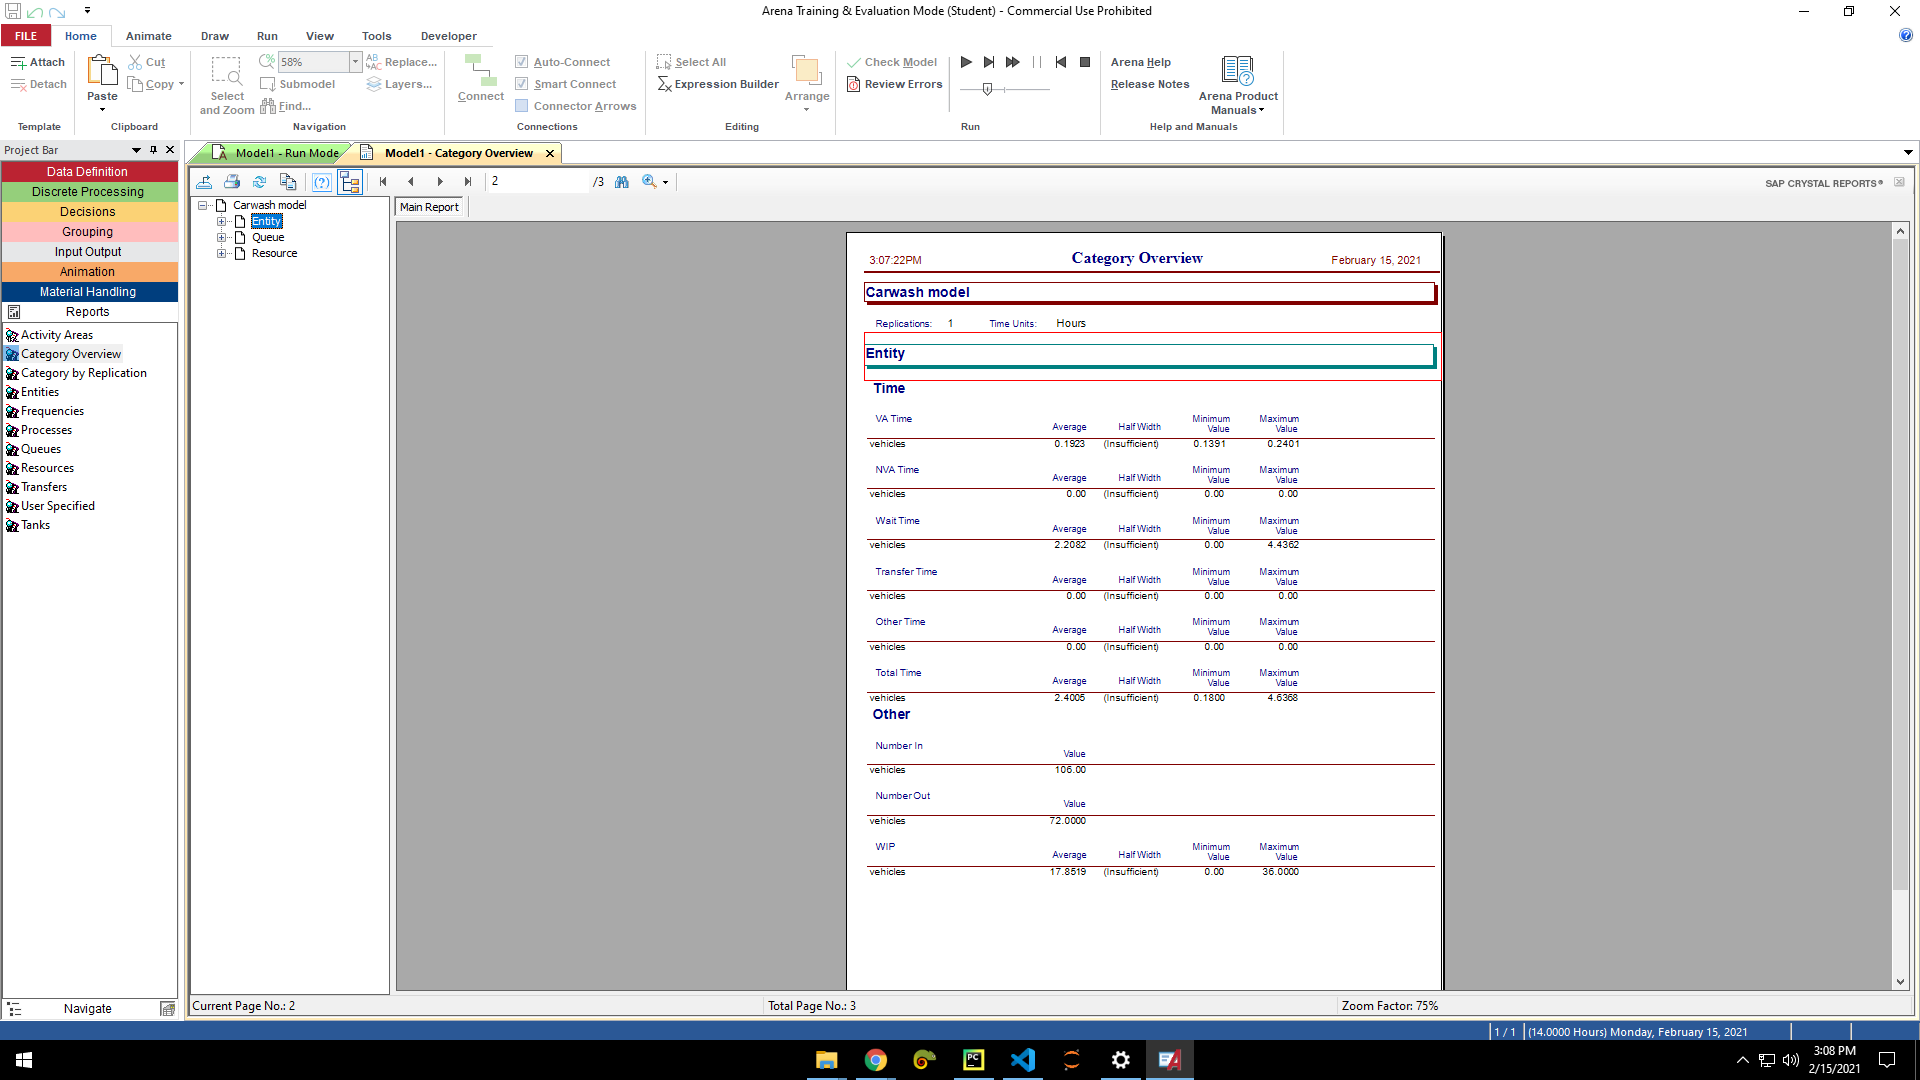 Arena Training & Evaluation Mode (Student) - Commercial Use Prohibited
FILE Home Animate Draw Run View Tools Developer
Attach
Detach
Template
Paste
Cut
Copy
Clipboard
Select and Zoom
58%
Submodel
Find...
Replace...
Layers...
Navigation
Connect
Auto-Connect
Smart Connect
Connector Arrows
Connections
Select All
Expression Builder
Arrange
Editing
Check Model
Review Errors
Run
Arena Help
Release Notes
Arena Product Manuals
Help and Manuals
Project Bar
Data Definition
Discrete Processing
Decisions
Grouping
Input Output
Animation
Material Handling
Reports
Activity Areas
Category Overview
Category by Replication
Entities
Frequencies
Processes
Queues
Resources
Transfers
User Specified
Tanks
Navigate
Model1 - Run Mode
Model1 - Category Overview
2 /3
SAP CRYSTAL REPORTS®
Carwash model
Entity
Queue
Resource
Main Report
3:07:22PM Category Overview February 15, 2021
Carwash model
Replications: 1 Time Units: Hours
Entity
Time
VA Time Average Half Width Minimum Value Maximum Value
vehicles 0.1923 (Insufficient) 0.1391 0.2401
NVA Time Average Half Width Minimum Value Maximum Value
vehicles 0.00 (Insufficient) 0.00 0.00
Wait Time Average Half Width Minimum Value Maximum Value
vehicles 2.2082 (Insufficient) 0.00 4.4362
Transfer Time Average Half Width Minimum Value Maximum Value
vehicles 0.00 (Insufficient) 0.00 0.00
Other Time Average Half Width Minimum Value Maximum Value
vehicles 0.00 (Insufficient) 0.00 0.00
Total Time Average Half Width Minimum Value Maximum Value
vehicles 2.4005 (Insufficient) 0.1800 4.6368
Other
Number In Value
vehicles 106.00
Number Out Value
vehicles 72.0000
WIP Average Half Width Minimum Value Maximum Value
vehicles 17.8519 (Insufficient) 0.00 36.0000
Current Page No.: 2 Total Page No.: 3 Zoom Factor: 75%
1 / 1 (14.0000 Hours) Monday, February 15, 2021
PC
3:08 PM
2/15/2021